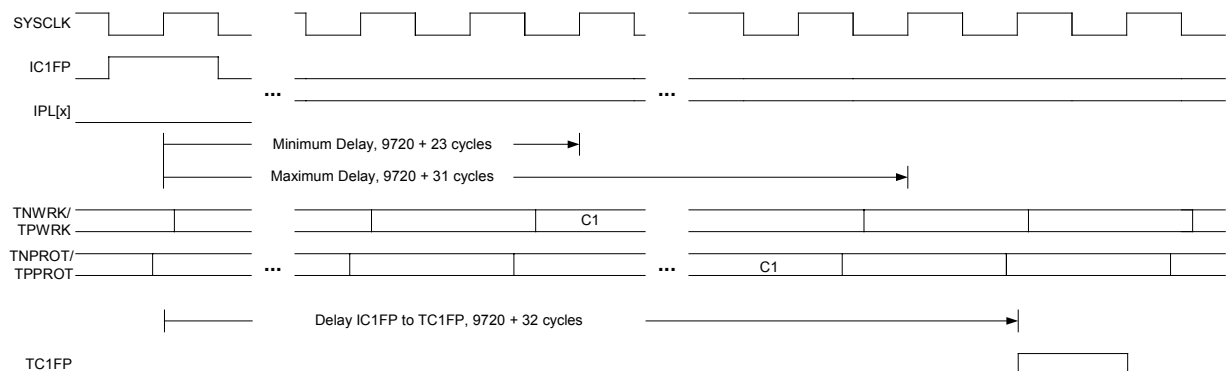 SYSCLK
IC1FP
... ...
IPL[x]
Minimum Delay, 9720 + 23 cycles
Maximum Delay, 9720 + 31 cycles
TNWRK/
TPWRK
C1
TNPROT/
TPPROT
... ...
C1
Delay IC1FP to TC1FP, 9720 + 32 cycles
TC1FP